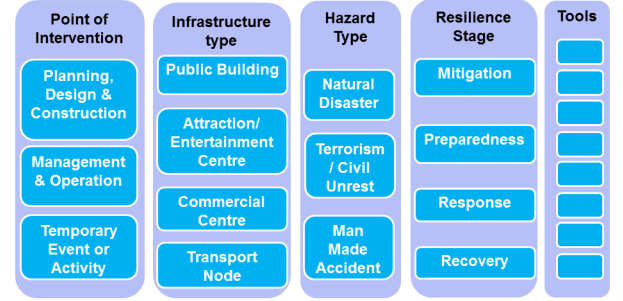 Point of
Intervention
Planning,
Design &
Construction
Management
& Operation
Temporary
Event or
Activity
Infrastructure
type
Public Building
Attraction/
Entertainment
Centre
Commercial
Centre
Transport
Node
Hazard
Type
Natural
Disaster
Terrorism
/ Civil
Unrest
Man
Made
Accident
Resilience
Stage
Mitigation
Preparedness
Response
Recovery
Tools